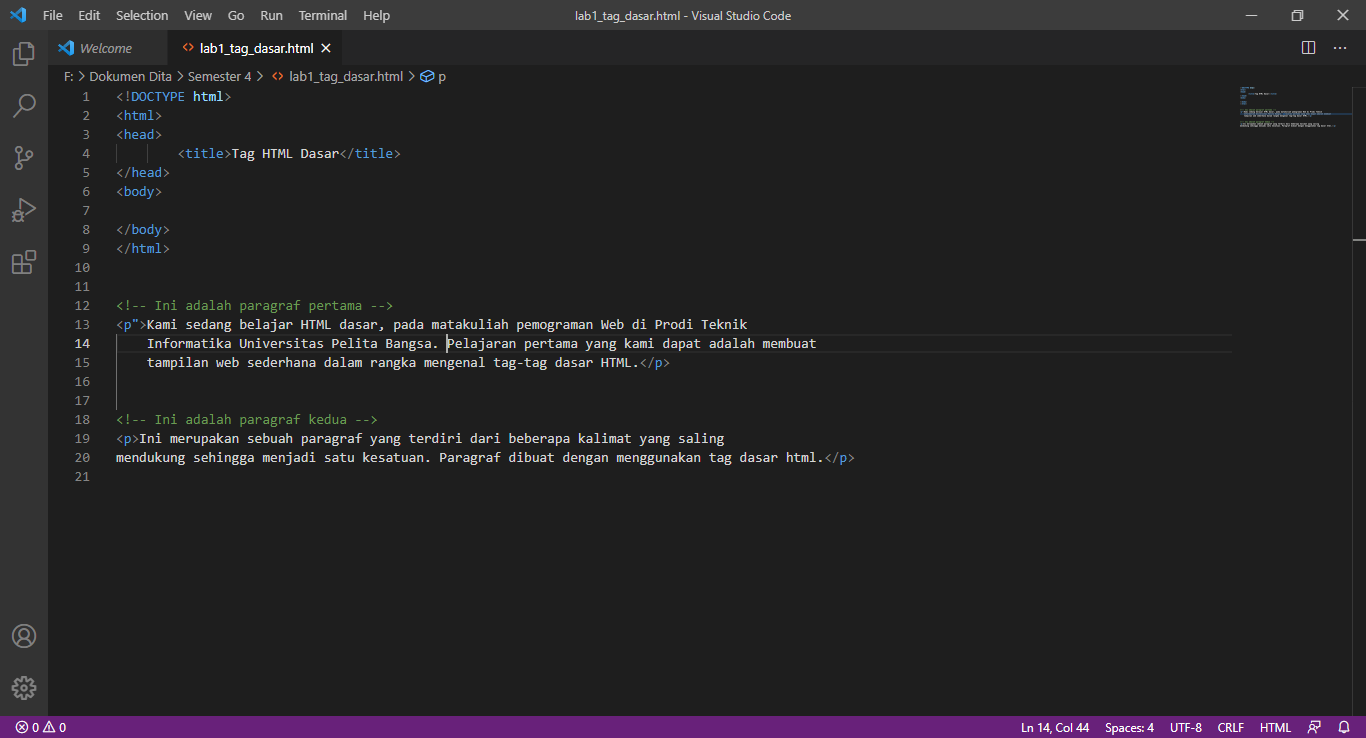 File Edit Selection View Go Run Terminal Help
lab1_tag_dasar.html - Visual Studio Code
Welcome
lab1_tag_dasar.html
F: > Dokumen Dita > Semester 4 > lab1_tag_dasar.html > p
1 <!DOCTYPE html>
2 <html>
3 <head>
4 <title>Tag HTML Dasar</title>
5 </head>
6 <body>
7
8 </body>
9 </html>
10
11
12 <!-- Ini adalah paragraf pertama -->
13 <p">Kami sedang belajar HTML dasar, pada matakuliah pemograman Web di Prodi Teknik
14 Informatika Universitas Pelita Bangsa. Pelajaran pertama yang kami dapat adalah membuat
15 tampilan web sederhana dalam rangka mengenal tag-tag dasar HTML.</p>
16
17
18 <!-- Ini adalah paragraf kedua -->
19 <p>Ini merupakan sebuah paragraf yang terdiri dari beberapa kalimat yang saling
20 mendukung sehingga menjadi satu kesatuan. Paragraf dibuat dengan menggunakan tag dasar html.</p>
21
0 0 Ln 14, Col 44 Spaces: 4 UTF-8 CRLF HTML